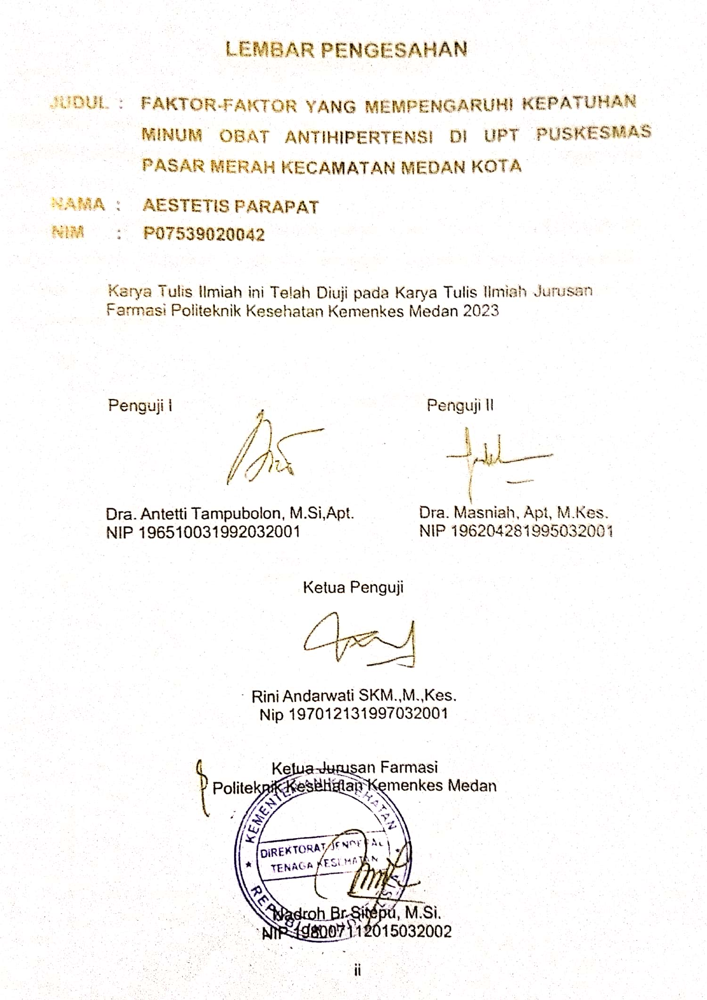 LEMBAR PENGESAHAN
JUDUL : FAKTOR-FAKTOR YANG MEMPENGARUHI KEPATUHAN
MINUM OBAT ANTIHIPERTENSI DI UPT PUSKESMAS
PASAR MERAH KECAMATAN MEDAN KOTA
NAMA : AESTETIS PARAPAT
NIM : P07539020042
Karya Tulis Ilmiah ini Telah Diuji pada Karya Tulis Ilmiah Jurusan
Farmasi Politeknik Kesehatan Kemenkes Medan 2023
Penguji I
Penguji II
Dra. Antetti Tampubolon, M.Si,Apt.
NIP 196510031992032001
Dra. Masniah, Apt, M.Kes.
NIP 196204281995032001
Ketua Penguji
Rini Andarwati SKM.,M.,Kes.
Nip 197012131997032001
Ketua Jurusan Farmasi
Politeknik Kesehatan Kemenkes Medan
KEMENTERIAN KESEHATAN
DIREKTORAT JENDERAL
TENAGA KESEHATAN
Nadroh Br.Sitepu, M.Si.
NIP 198007112015032002
ii